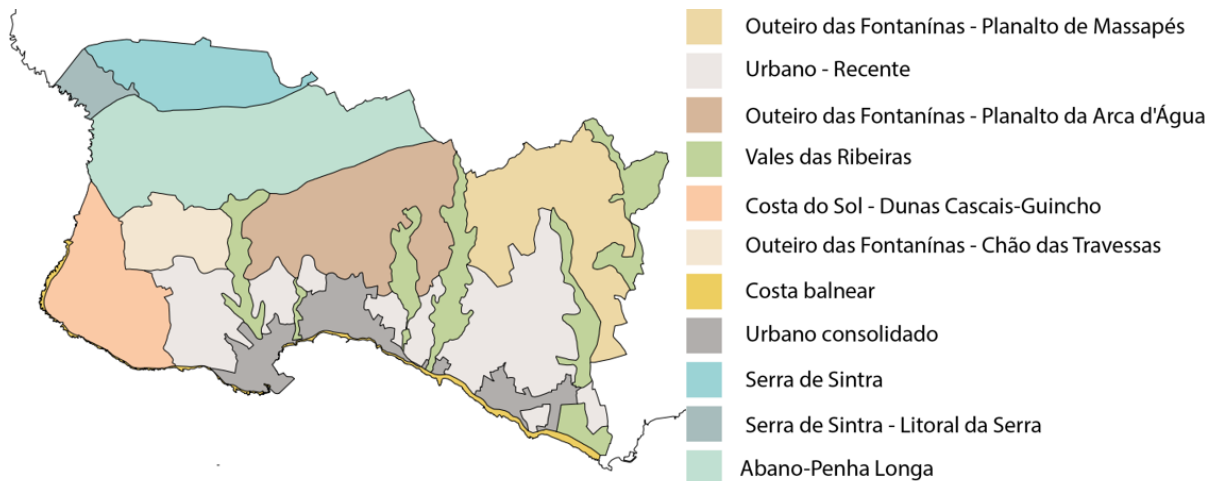 Outeiro das Fontanínas - Planalto de Massapés
Urbano - Recente
Outeiro das Fontanínas - Planalto da Arca d'Água
Vales das Ribeiras
Costa do Sol - Dunas Cascais-Guincho
Outeiro das Fontanínas - Chão das Travessas
Costa balnear
Urbano consolidado
Serra de Sintra
Serra de Sintra - Litoral da Serra
Abano-Penha Longa